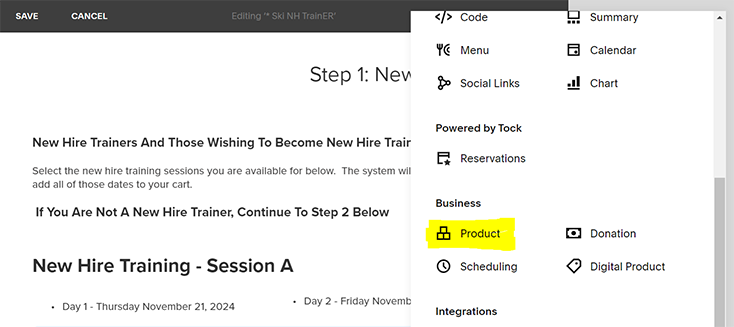 SAVE CANCEL Editing "* Ski NH TrainER"
Step 1: New
New Hire Trainers And Those Wishing To Become New Hire Train
Select the new hire training sessions you are available for below. The system wil
add all of those dates to your cart.
If You Are Not A New Hire Trainer, Continue To Step 2 Below
New Hire Training - Session A
• Day 1 - Thursday November 21, 2024
• Day 2 - Friday Novemb
</> Code
Summary
Menu
Calendar
Social Links
Chart
Powered by Tock
Reservations
Business
Product
Donation
Scheduling
Digital Product
Integrations